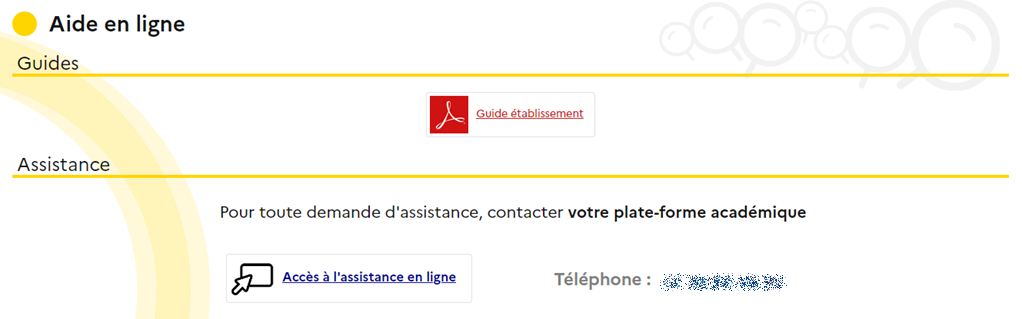 Aide en ligne
Guides
Guide établissement
Assistance
Pour toute demande d'assistance, contacter votre plate-forme académique
Accès à l'assistance en ligne
Téléphone :